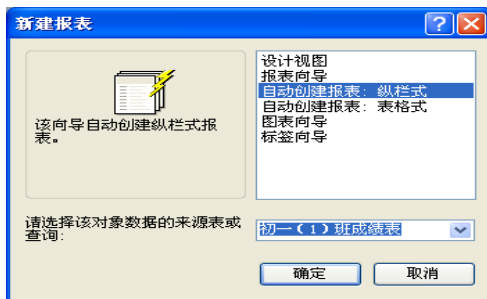 新建报表
设计视图
报表向导
自动创建报表: 纵栏式
自动创建报表: 表格式
图表向导
标签向导
该向导自动创建纵栏式报
表。
请选择该对象数据的来源表或
查询:
初一(1)班成绩表
确定
取消